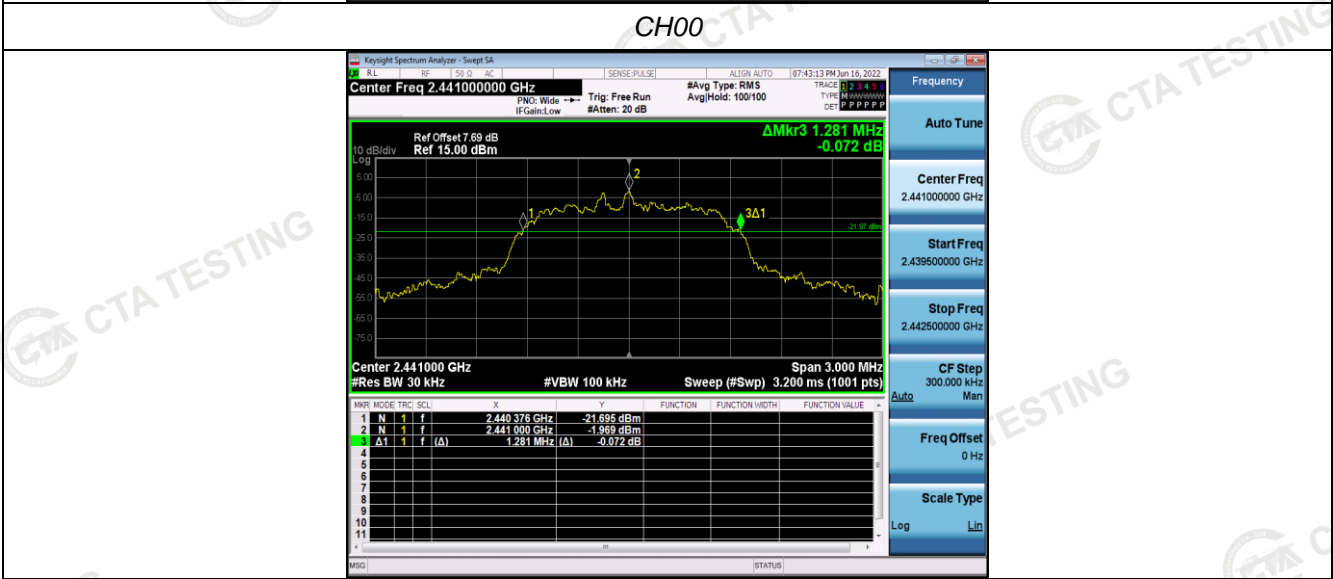 CH00
CTA TESTING
Keysight Spectrum Analyzer - Swept SA
RL RF 50 Ω AC SENSE:PULSE ALIGN AUTO 07:43:13 PM Jun 16, 2022
Center Freq 2.441000000 GHz
#Avg Type: RMS
TRACE 1 2 3 4 5 6
PNO: Wide Trig: Free Run Avg|Hold: 100/100
TYPE MWWWWW
IFGain:Low #Atten: 20 dB
DET P P P P P P
Frequency
Auto Tune
ΔMkr3 1.281 MHz
-0.072 dB
Ref Offset 7.69 dB
10 dB/div Ref 15.00 dBm
Log
5.00
-5.00
-15.0
-25.0
-35.0
-45.0
-55.0
-65.0
-75.0
1
2
3Δ1
-21.97 dBm
Center 2.441000 GHz Span 3.000 MHz
#Res BW 30 kHz #VBW 100 kHz Sweep (#Swp) 3.200 ms (1001 pts)
MKR MODE TRC SCL X Y FUNCTION FUNCTION WIDTH FUNCTION VALUE
1 N 1 f 2.440 376 GHz -21.695 dBm
2 N 1 f 2.441 000 GHz -1.969 dBm
3 Δ1 1 f (Δ) 1.281 MHz (Δ) -0.072 dB
4
5
6
7
8
9
10
11
MSG STATUS
Center Freq
2.441000000 GHz
Start Freq
2.439500000 GHz
Stop Freq
2.442500000 GHz
CF Step
300.000 kHz
Auto Man
Freq Offset
0 Hz
Scale Type
Log Lin
CTA TESTING
CTA TESTING
ESTING